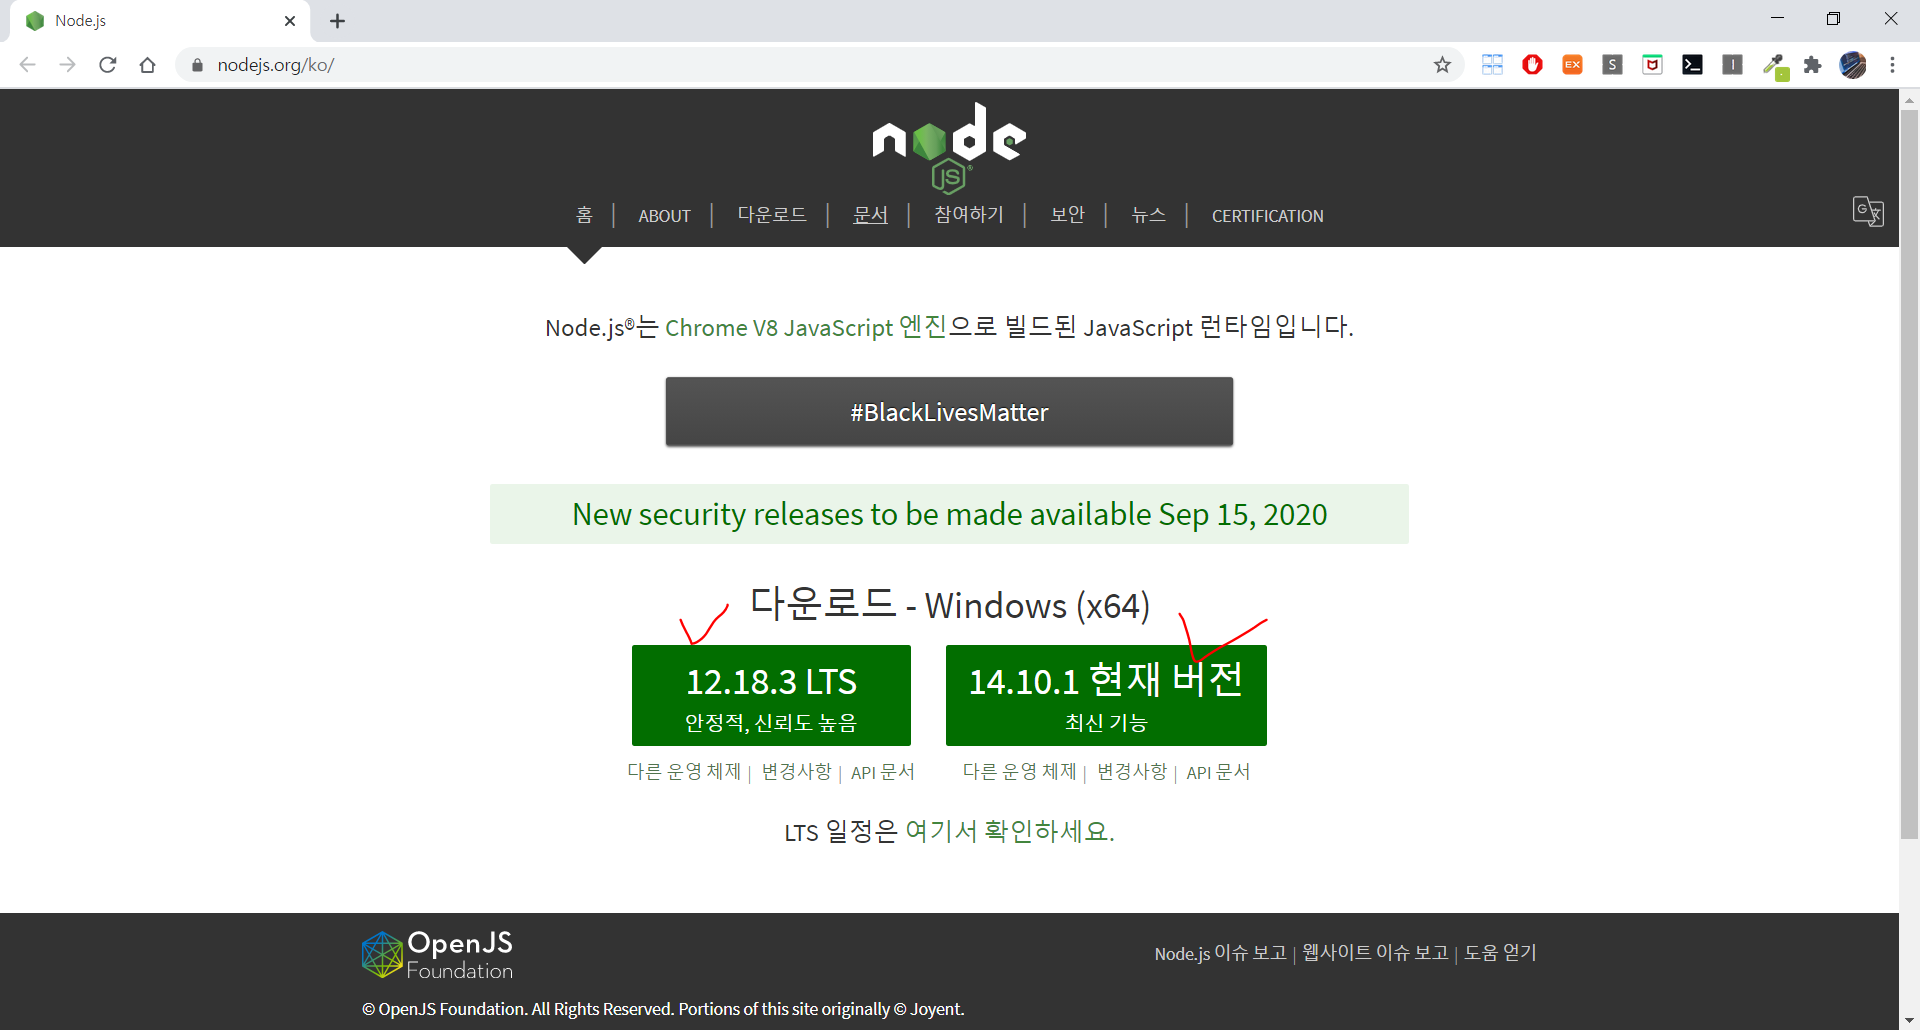 Node.js
nodejs.org/ko/
node
JS
홈 | ABOUT | 다운로드 | 문서 | 참여하기 | 보안 | 뉴스 | CERTIFICATION
Node.js®는 Chrome V8 JavaScript 엔진으로 빌드된 JavaScript 런타임입니다.
#BlackLivesMatter
New security releases to be made available Sep 15, 2020
다운로드 - Windows (x64)
12.18.3 LTS
안정적, 신뢰도 높음
14.10.1 현재 버전
최신 기능
다른 운영 체제 | 변경사항 | API 문서
다른 운영 체제 | 변경사항 | API 문서
LTS 일정은 여기서 확인하세요.
OpenJS
Foundation
Node.js 이슈 보고 | 웹사이트 이슈 보고 | 도움 얻기
© OpenJS Foundation. All Rights Reserved. Portions of this site originally © Joyent.